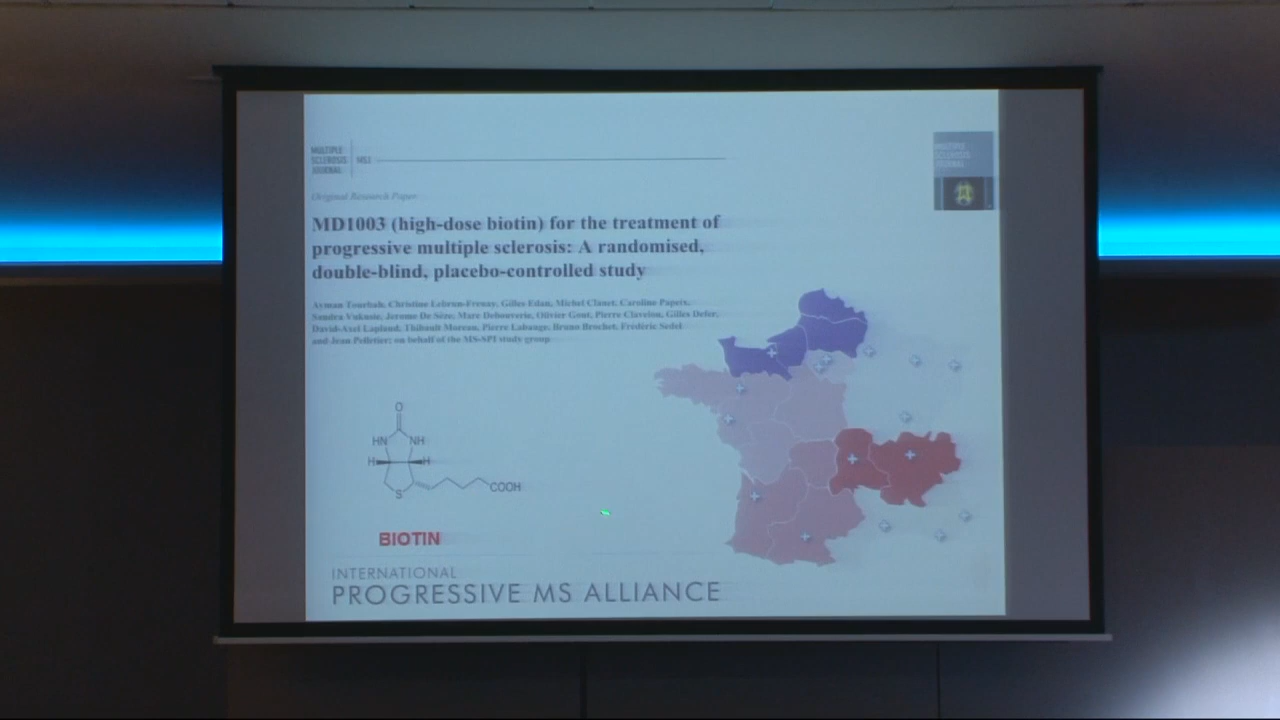 MULTIPLE
SCLEROSIS MSJ
JOURNAL
MULTIPLE
SCLEROSIS
JOURNAL
Original Research Paper
MD1003 (high-dose biotin) for the treatment of
progressive multiple sclerosis: A randomised,
double-blind, placebo-controlled study
Ayman Tourbah, Christine Lebrun-Frenay, Gilles Edan, Michel Clanet, Caroline Papeix,
Sandra Vukusic, Jerome De Sèze, Marc Debouverie, Olivier Gout, Pierre Clavelou, Gilles Defer,
David-Axel Laplaud, Thibault Moreau, Pierre Labauge, Bruno Brochet, Frédéric Sedel
and Jean Pelletier; on behalf of the MS-SPI study group
O
HN NH
H H
S COOH
BIOTIN
INTERNATIONAL
PROGRESSIVE MS ALLIANCE